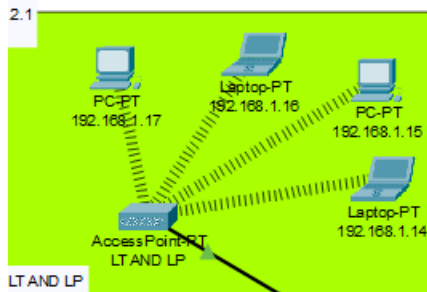 2.1
PC-PT
192.168.1.17
Laptop-PT
192.168.1.16
PC-PT
192.168.1.15
Laptop-PT
192.168.1.14
AccessPoint-PT
LT AND LP
LT AND LP